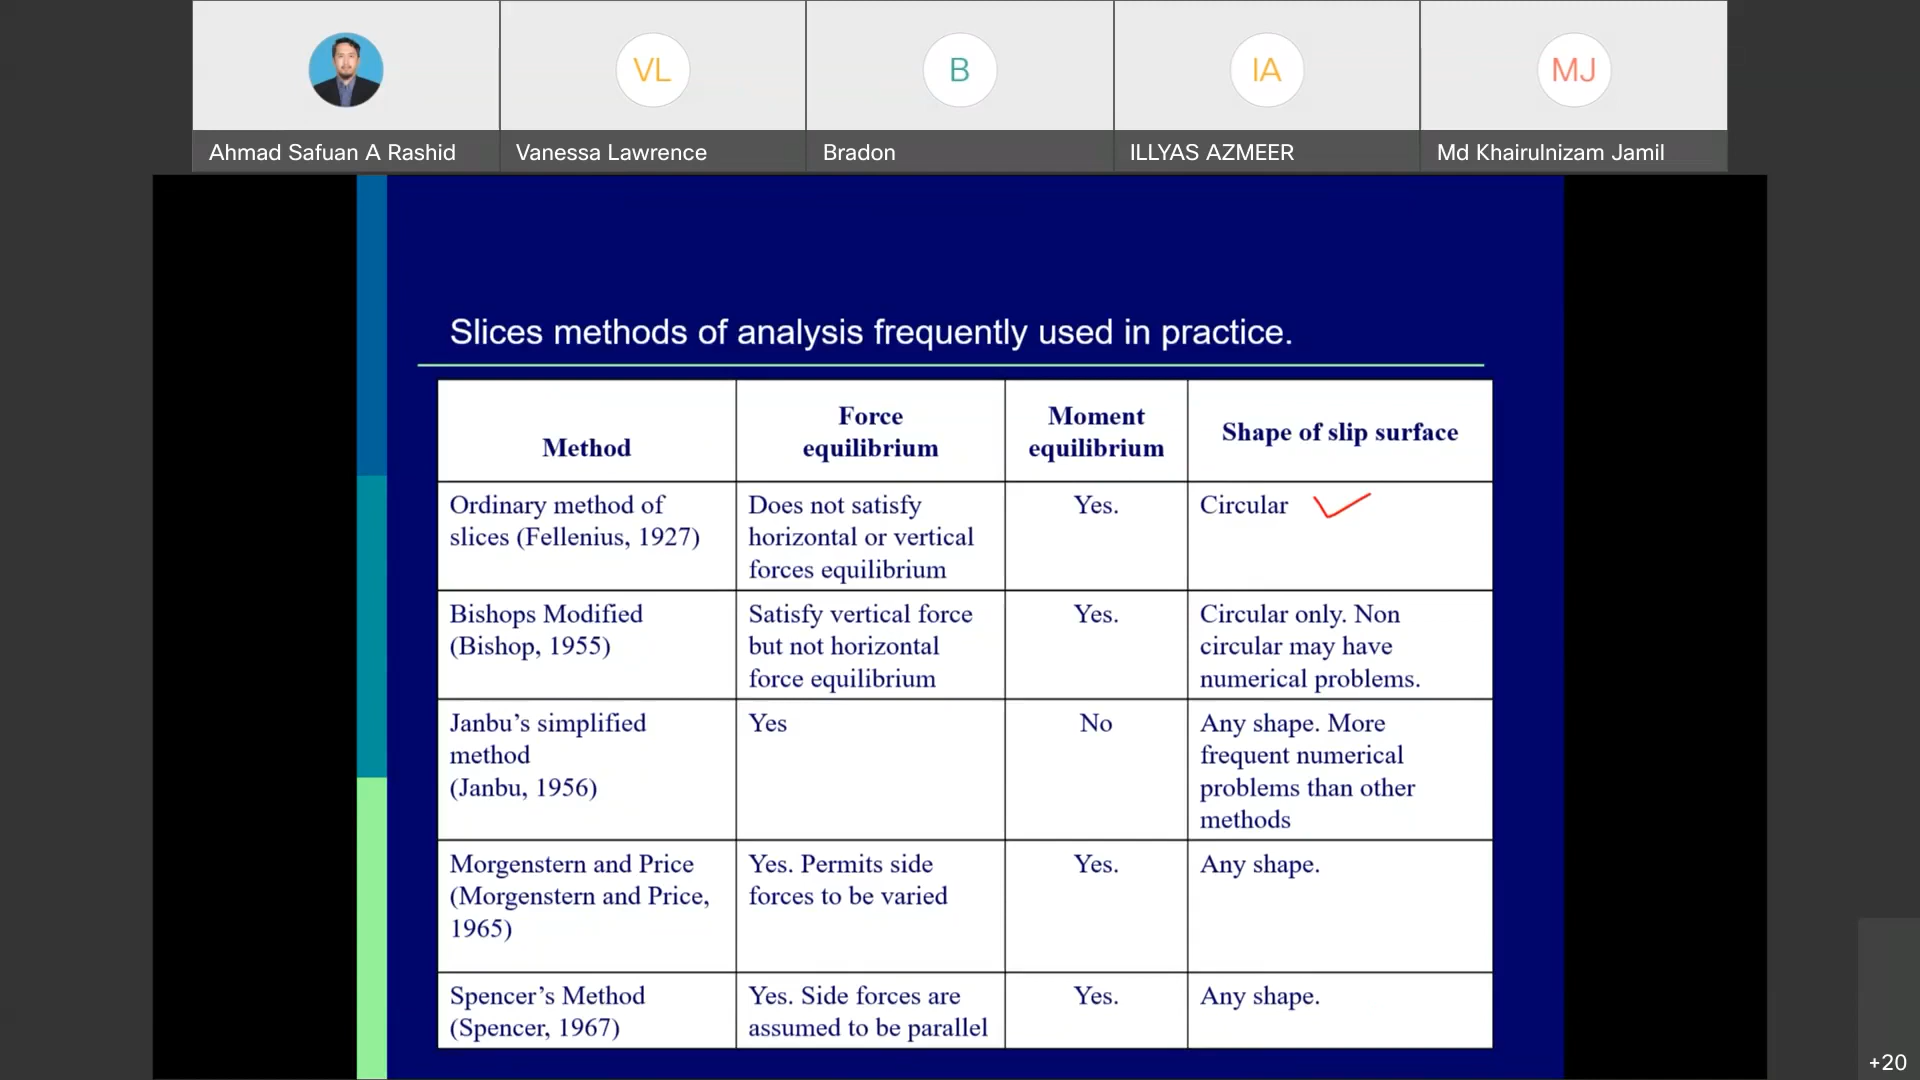 VL
B
IA
MJ
Ahmad Safuan A Rashid
Vanessa Lawrence
Bradon
ILLYAS AZMEER
Md Khairulnizam Jamil
Slices methods of analysis frequently used in practice.
Method
Force
equilibrium
Moment
equilibrium
Shape of slip surface
Ordinary method of
slices (Fellenius, 1927)
Does not satisfy
horizontal or vertical
forces equilibrium
Yes.
Circular
Bishops Modified
(Bishop, 1955)
Satisfy vertical force
but not horizontal
force equilibrium
Yes.
Circular only. Non
circular may have
numerical problems.
Janbu’s simplified
method
(Janbu, 1956)
Yes
No
Any shape. More
frequent numerical
problems than other
methods
Morgenstern and Price
(Morgenstern and Price,
1965)
Yes. Permits side
forces to be varied
Yes.
Any shape.
Spencer’s Method
(Spencer, 1967)
Yes. Side forces are
assumed to be parallel
Yes.
Any shape.
+20